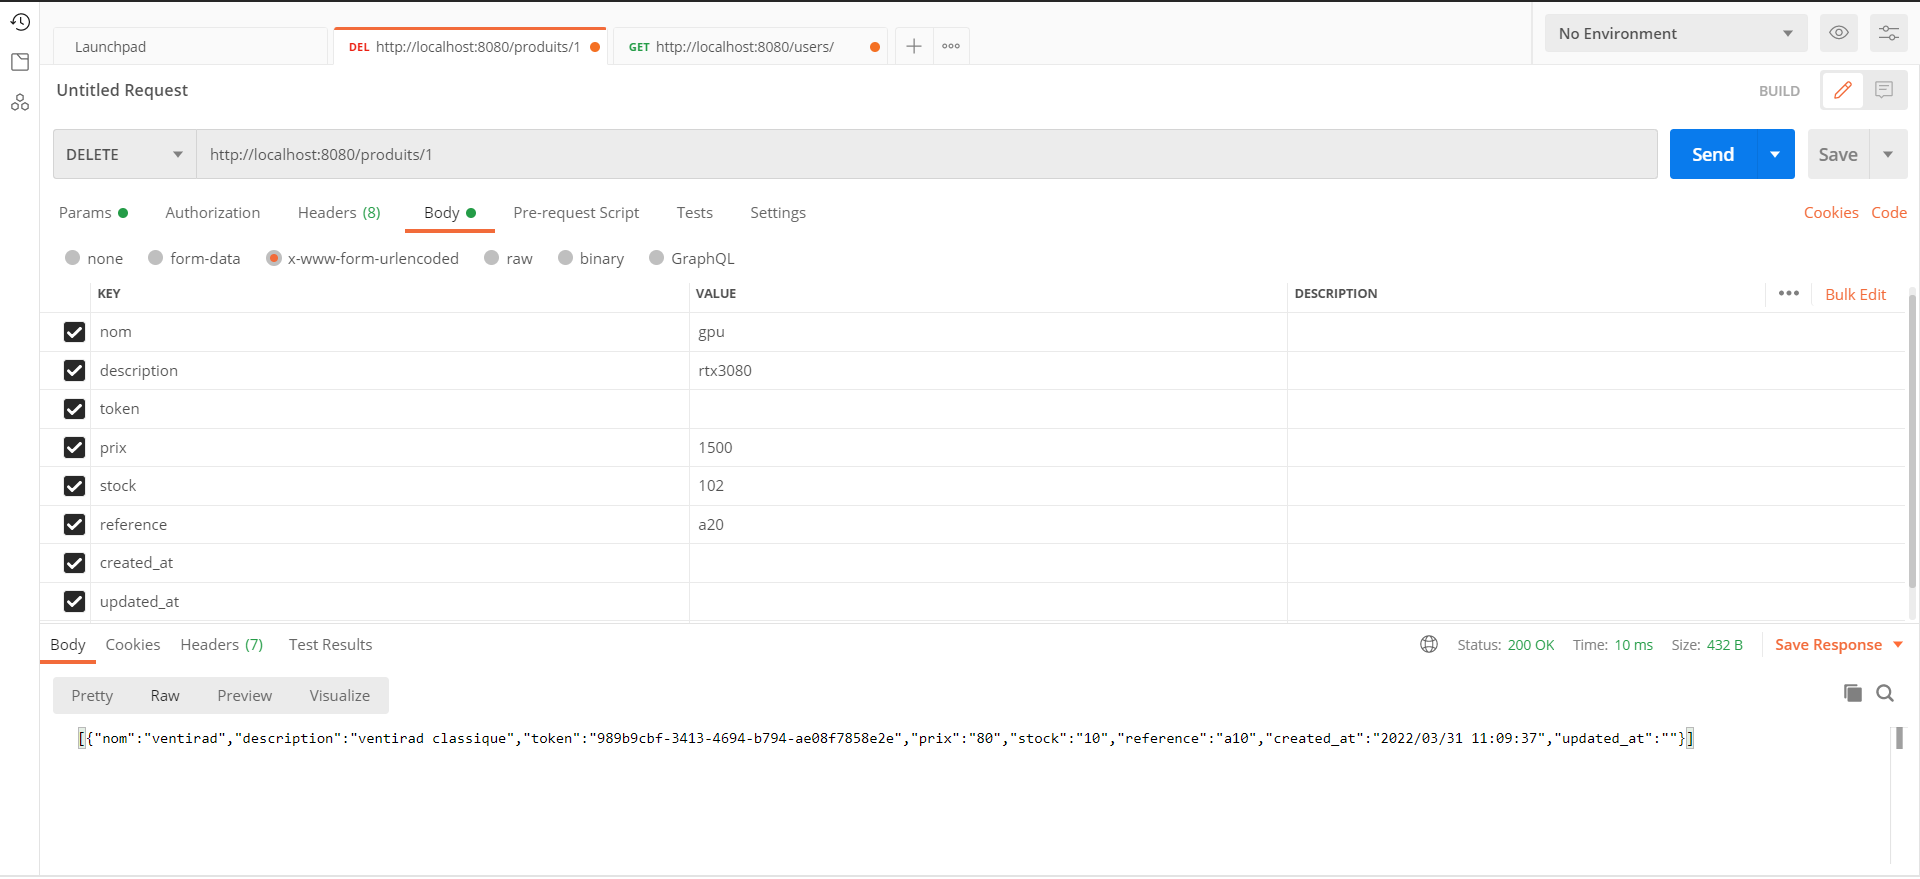 Launchpad
DEL http://localhost:8080/produits/1
GET http://localhost:8080/users/
No Environment
Untitled Request
BUILD
DELETE
http://localhost:8080/produits/1
Send
Save
Params
Authorization
Headers (8)
Body
Pre-request Script
Tests
Settings
Cookies
Code
none
form-data
x-www-form-urlencoded
raw
binary
GraphQL
KEY
VALUE
DESCRIPTION
Bulk Edit
nom
gpu
description
rtx3080
token
prix
1500
stock
102
reference
a20
created_at
updated_at
Body
Cookies
Headers (7)
Test Results
Status: 200 OK
Time: 10 ms
Size: 432 B
Save Response
Pretty
Raw
Preview
Visualize
[{"nom":"ventirad","description":"ventirad classique","token":"989b9cbf-3413-4694-b794-ae08f7858e2e","prix":"80","stock":"10","reference":"a10","created_at":"2022/03/31 11:09:37","updated_at":""}]